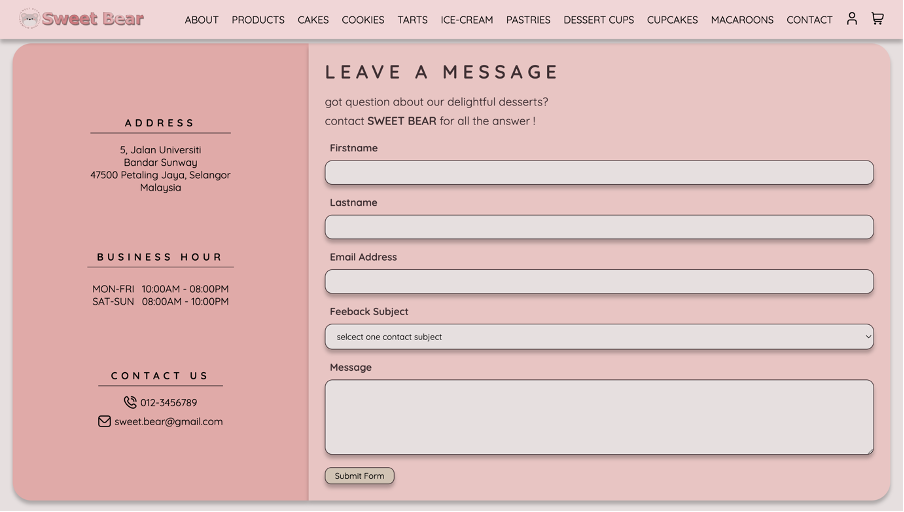 Sweet Bear
ABOUT PRODUCTS CAKES COOKIES TARTS ICE-CREAM PASTRIES DESSERT CUPS CUPCAKES MACAROONS CONTACT
ADDRESS
5, Jalan Universiti
Bandar Sunway
47500 Petaling Jaya, Selangor
Malaysia
BUSINESS HOUR
MON-FRI 10:00AM - 08:00PM
SAT-SUN 08:00AM - 10:00PM
CONTACT US
012-3456789
sweet.bear@gmail.com
LEAVE A MESSAGE
got question about our delightful desserts?
contact SWEET BEAR for all the answer !
Firstname
Lastname
Email Address
Feeback Subject
selcect one contact subject
Message
Submit Form